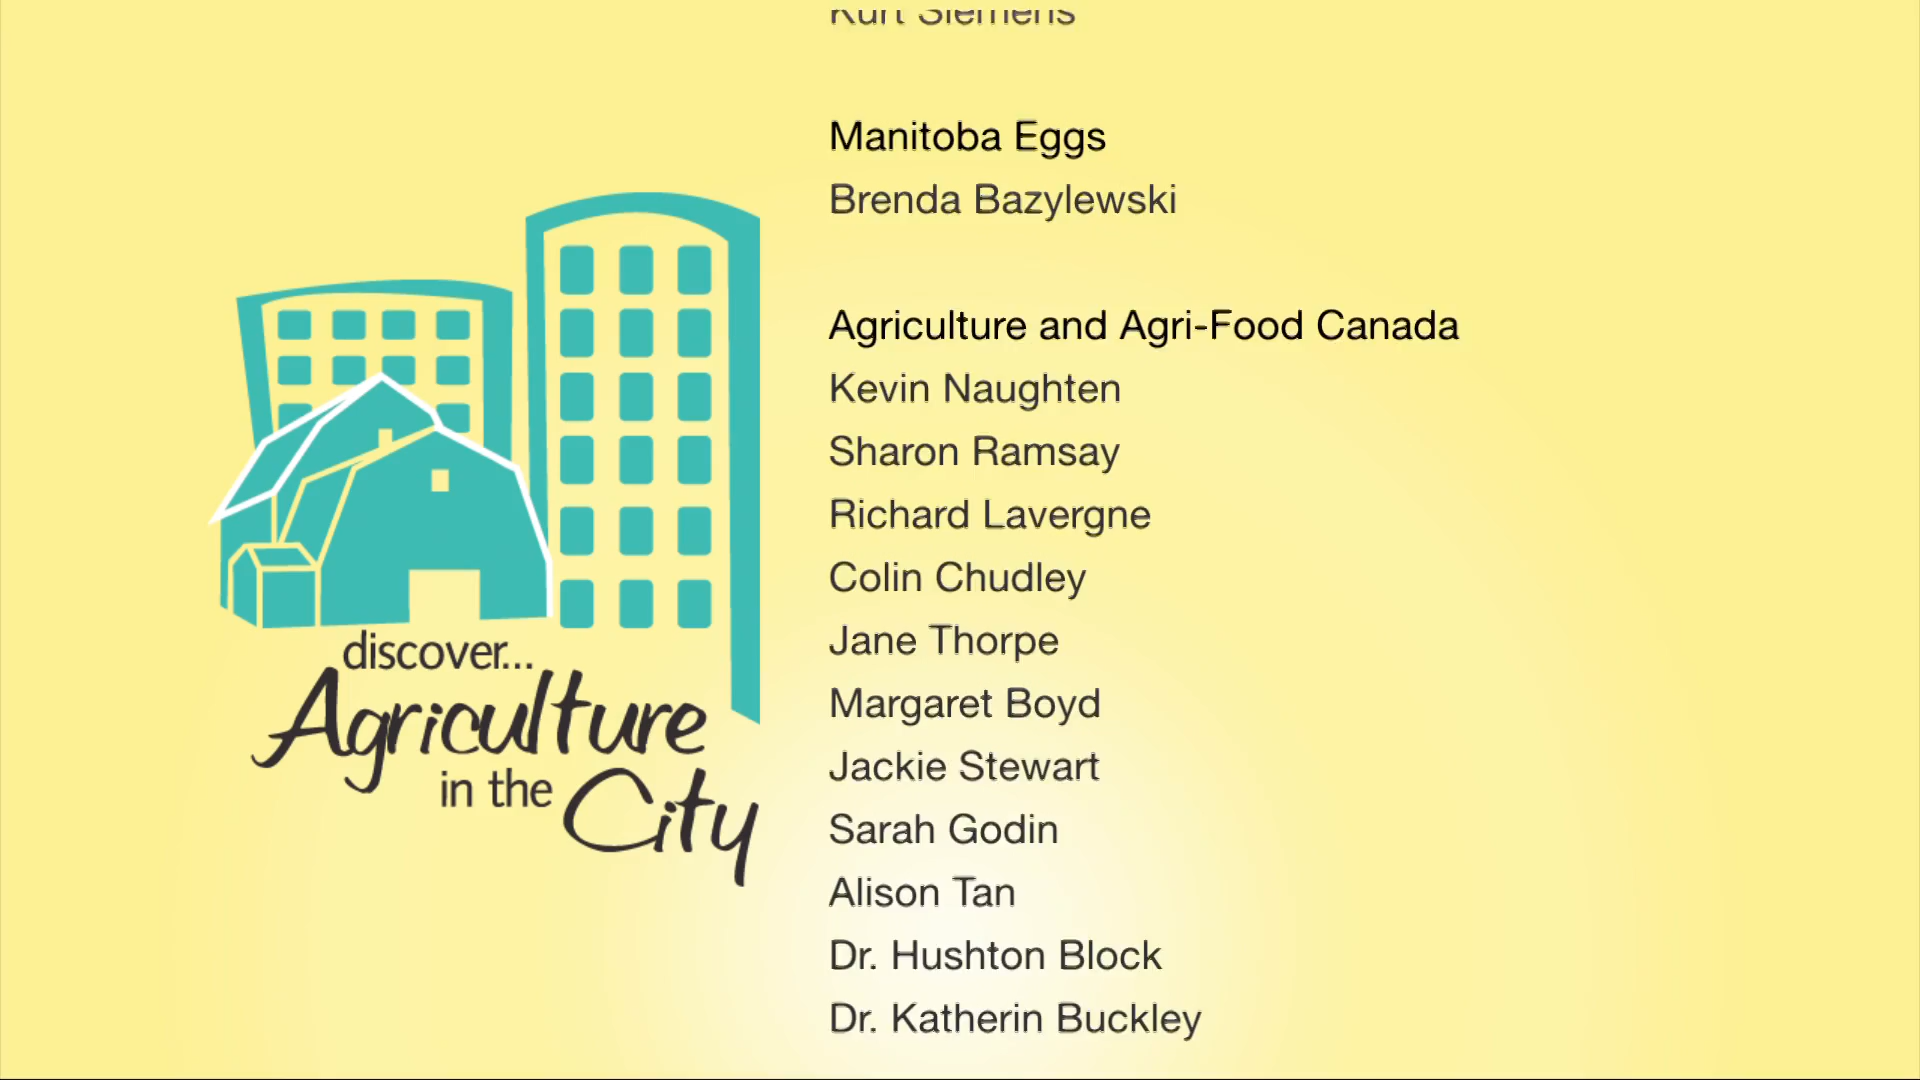 Kurt Siemens
Manitoba Eggs
Brenda Bazylewski
Agriculture and Agri-Food Canada
Kevin Naughten
Sharon Ramsay
Richard Lavergne
Colin Chudley
Jane Thorpe
Margaret Boyd
Jackie Stewart
Sarah Godin
Alison Tan
Dr. Hushton Block
Dr. Katherin Buckley
discover...
Agriculture
in the City